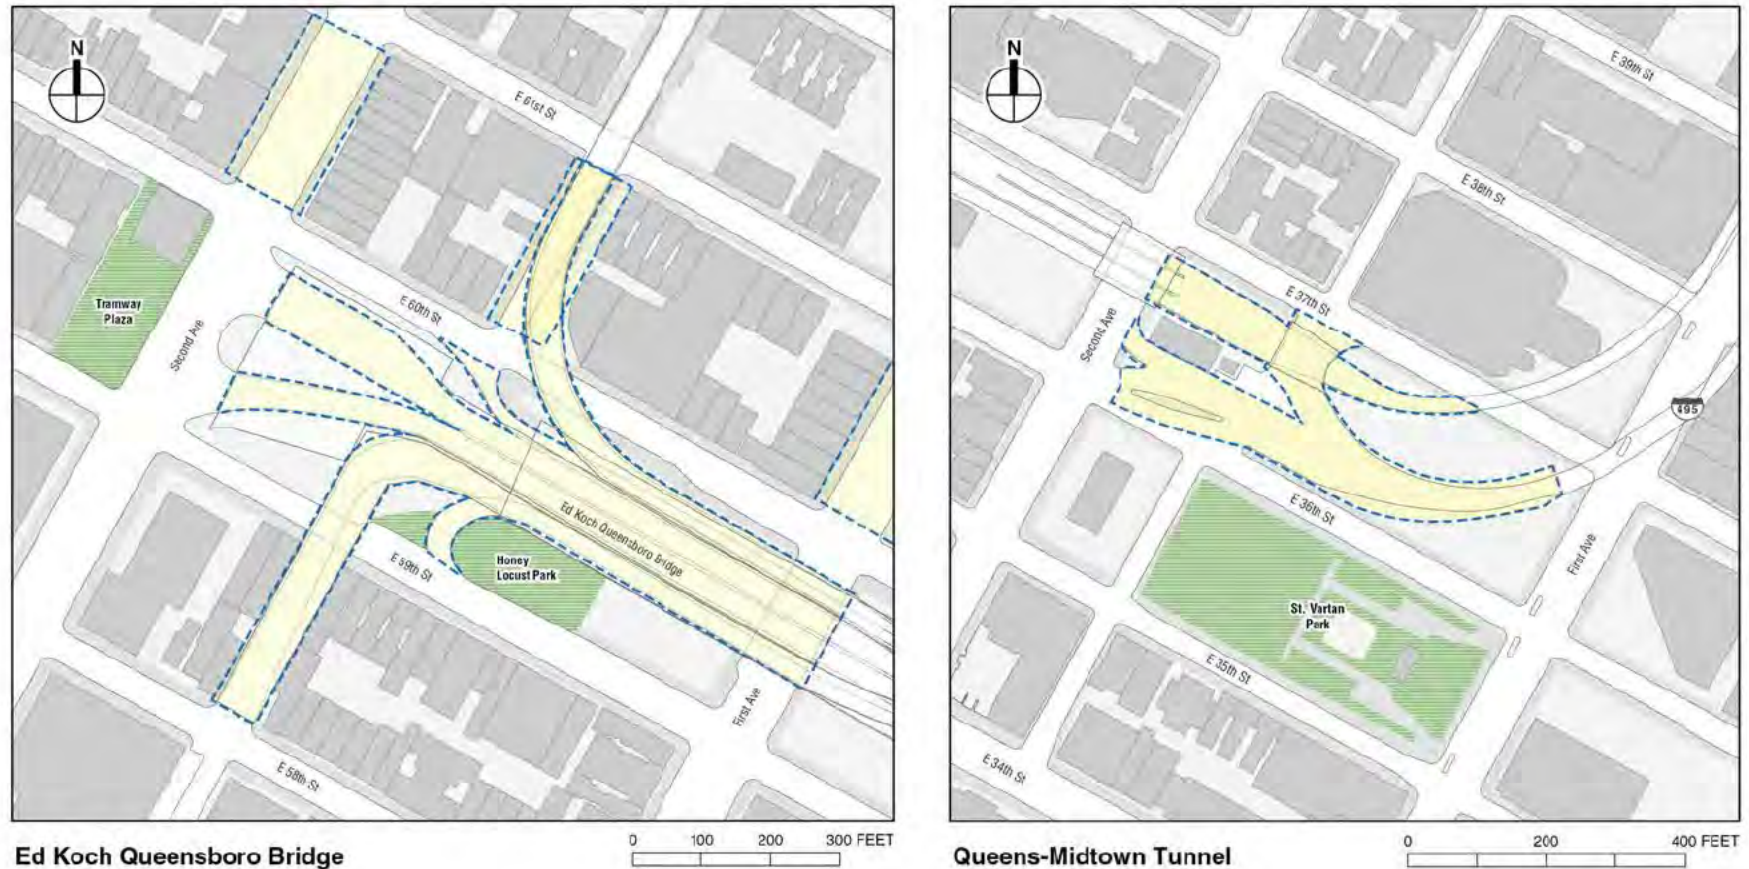 N
E 61st St
Tramway
Plaza
Second Ave
E 60th St
Ed Koch Queensboro Bridge
Honey
Locust Park
E 59th St
First Ave
E 58th St
Ed Koch Queensboro Bridge
0 100 200 300 FEET
N
E 39th St
E 38th St
E 37th St
Second Ave
495
E 36th St
First Ave
St. Vartan
Park
E 35th St
E 34th St
Queens-Midtown Tunnel
0 200 400 FEET